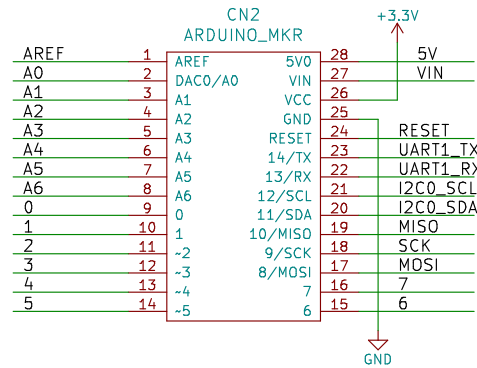 CN2
ARDUINO_MKR
+3.3V
AREF 1 AREF 5V0 28 5V
A0 2 DAC0/A0 VIN 27 VIN
A1 3 A1 VCC 26
A2 4 A2 GND 25
A3 5 A3 RESET 24 RESET
A4 6 A4 14/TX 23 UART1_TX
A5 7 A5 13/RX 22 UART1_RX
A6 8 A6 12/SCL 21 I2C0_SCL
0 9 0 11/SDA 20 I2C0_SDA
1 10 1 10/MISO 19 MISO
2 11 ~2 9/SCK 18 SCK
3 12 ~3 8/MOSI 17 MOSI
4 13 ~4 7 16 7
5 14 ~5 6 15 6
GND